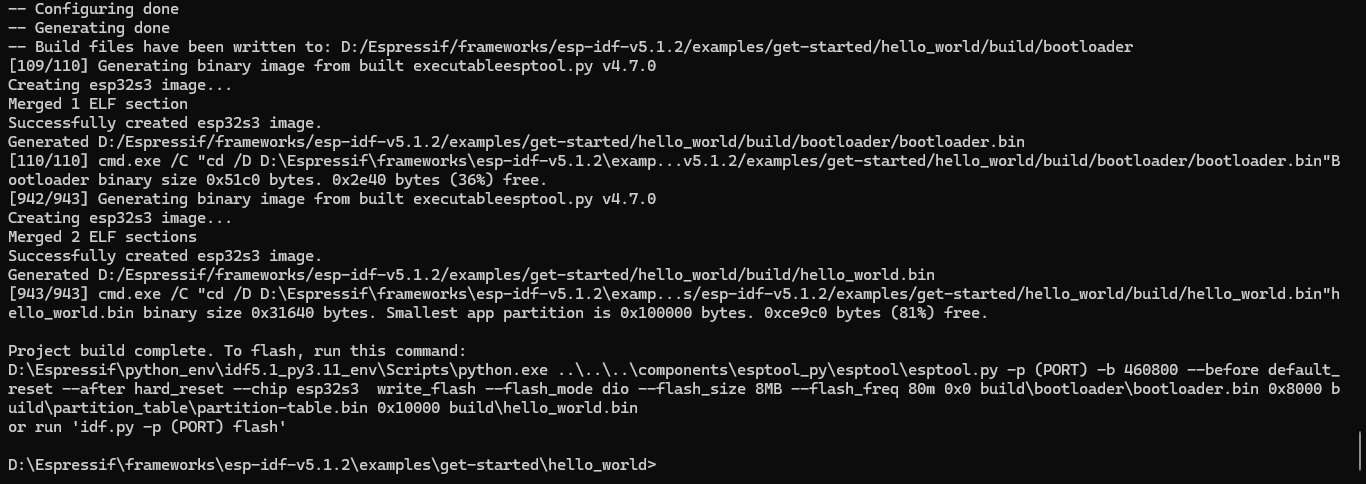 -- Configuring done
-- Generating done
-- Build files have been written to: D:/Espressif/frameworks/esp-idf-v5.1.2/examples/get-started/hello_world/build/bootloader
[109/110] Generating binary image from built executableesptool.py v4.7.0
Creating esp32s3 image...
Merged 1 ELF section
Successfully created esp32s3 image.
Generated D:/Espressif/frameworks/esp-idf-v5.1.2/examples/get-started/hello_world/build/bootloader/bootloader.bin
[110/110] cmd.exe /C "cd /D D:\Espressif\frameworks\esp-idf-v5.1.2\examp...v5.1.2/examples/get-started/hello_world/build/bootloader/bootloader.bin"B
ootloader binary size 0x51c0 bytes. 0x2e40 bytes (36%) free.
[942/943] Generating binary image from built executableesptool.py v4.7.0
Creating esp32s3 image...
Merged 2 ELF sections
Successfully created esp32s3 image.
Generated D:/Espressif/frameworks/esp-idf-v5.1.2/examples/get-started/hello_world/build/hello_world.bin
[943/943] cmd.exe /C "cd /D D:\Espressif\frameworks\esp-idf-v5.1.2\examp...s/esp-idf-v5.1.2/examples/get-started/hello_world/build/hello_world.bin"h
ello_world.bin binary size 0x31640 bytes. Smallest app partition is 0x100000 bytes. 0xce9c0 bytes (81%) free.
Project build complete. To flash, run this command:
D:\Espressif\python_env\idf5.1_py3.11_env\Scripts\python.exe ..\..\..\components\esptool_py\esptool\esptool.py -p (PORT) -b 460800 --before default_
reset --after hard_reset --chip esp32s3  write_flash --flash_mode dio --flash_size 8MB --flash_freq 80m 0x0 build\bootloader\bootloader.bin 0x8000 b
uild\partition_table\partition-table.bin 0x10000 build\hello_world.bin
or run 'idf.py -p (PORT) flash'
D:\Espressif\frameworks\esp-idf-v5.1.2\examples\get-started\hello_world>